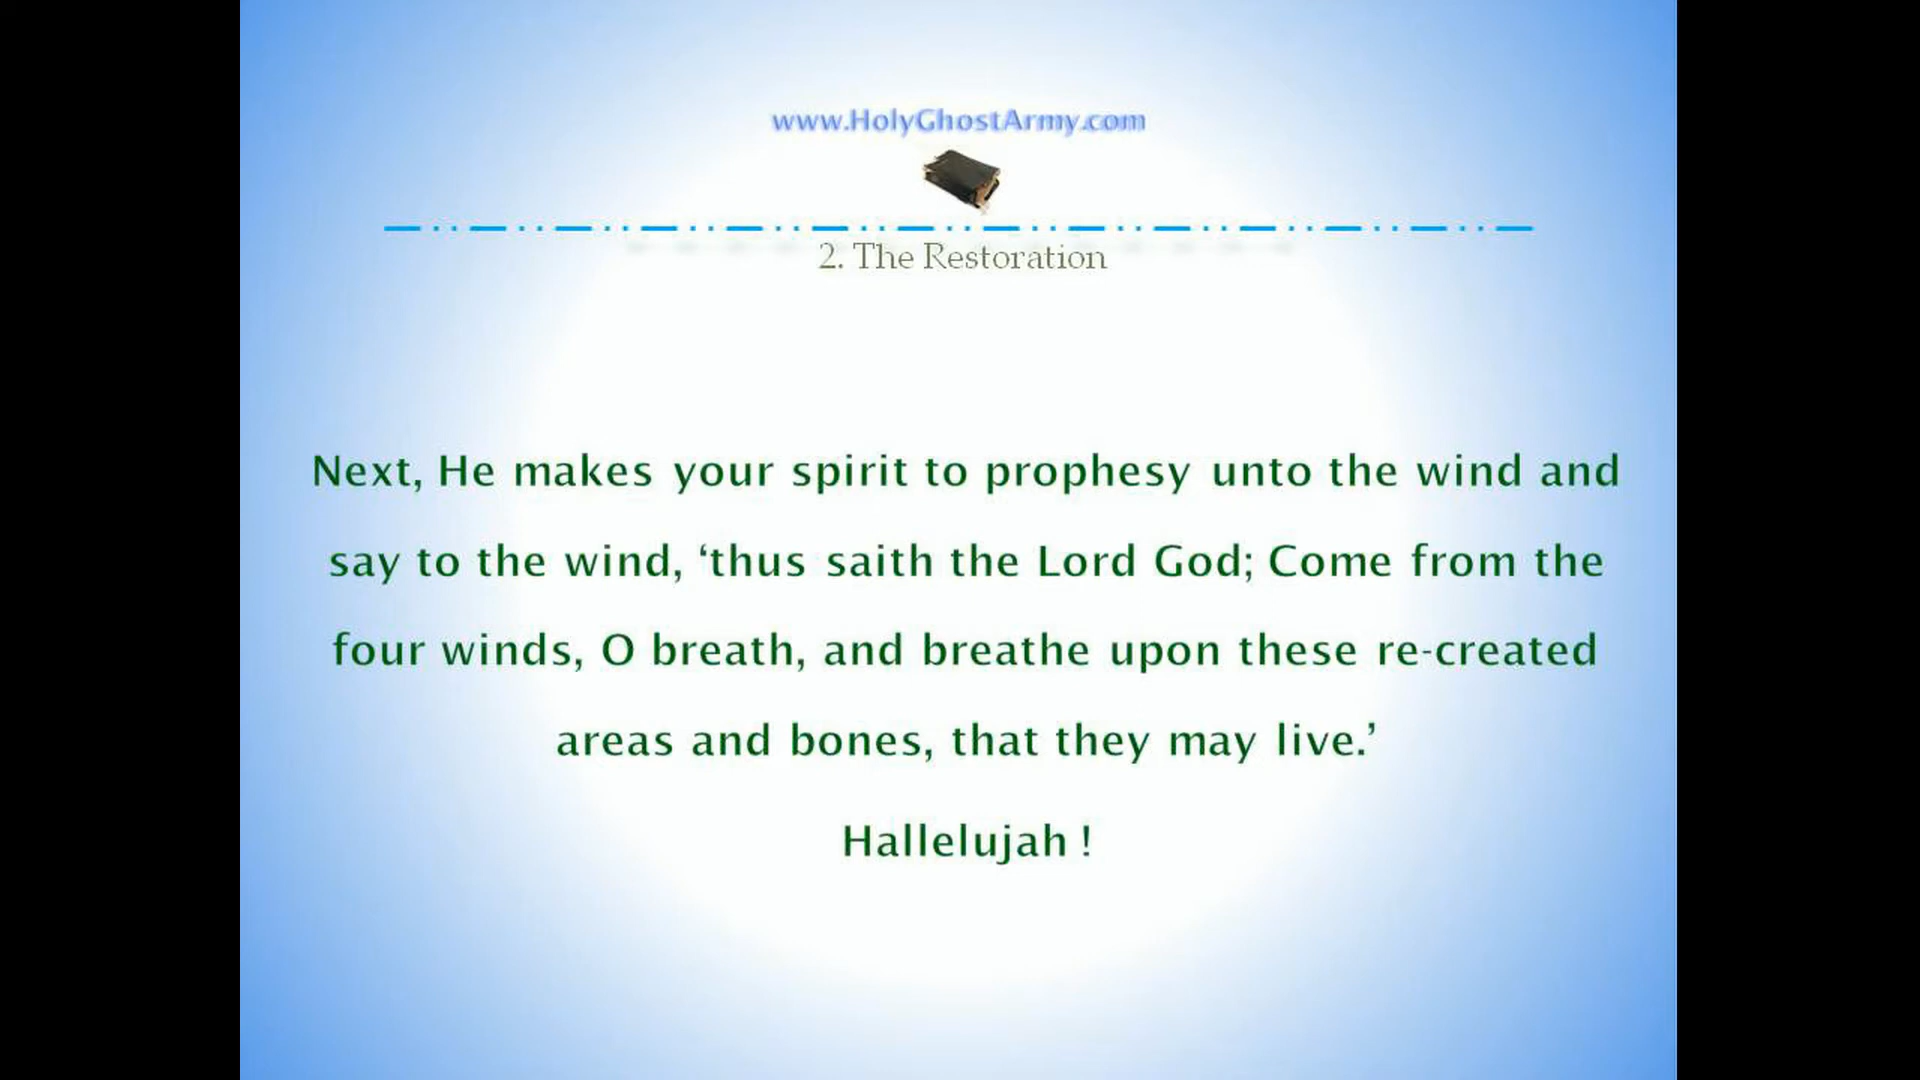 www.HolyGhostArmy.com
2. The Restoration
Next, He makes your spirit to prophesy unto the wind and
say to the wind, ‘thus saith the Lord God; Come from the
four winds, O breath, and breathe upon these re-created
areas and bones, that they may live.’
Hallelujah !